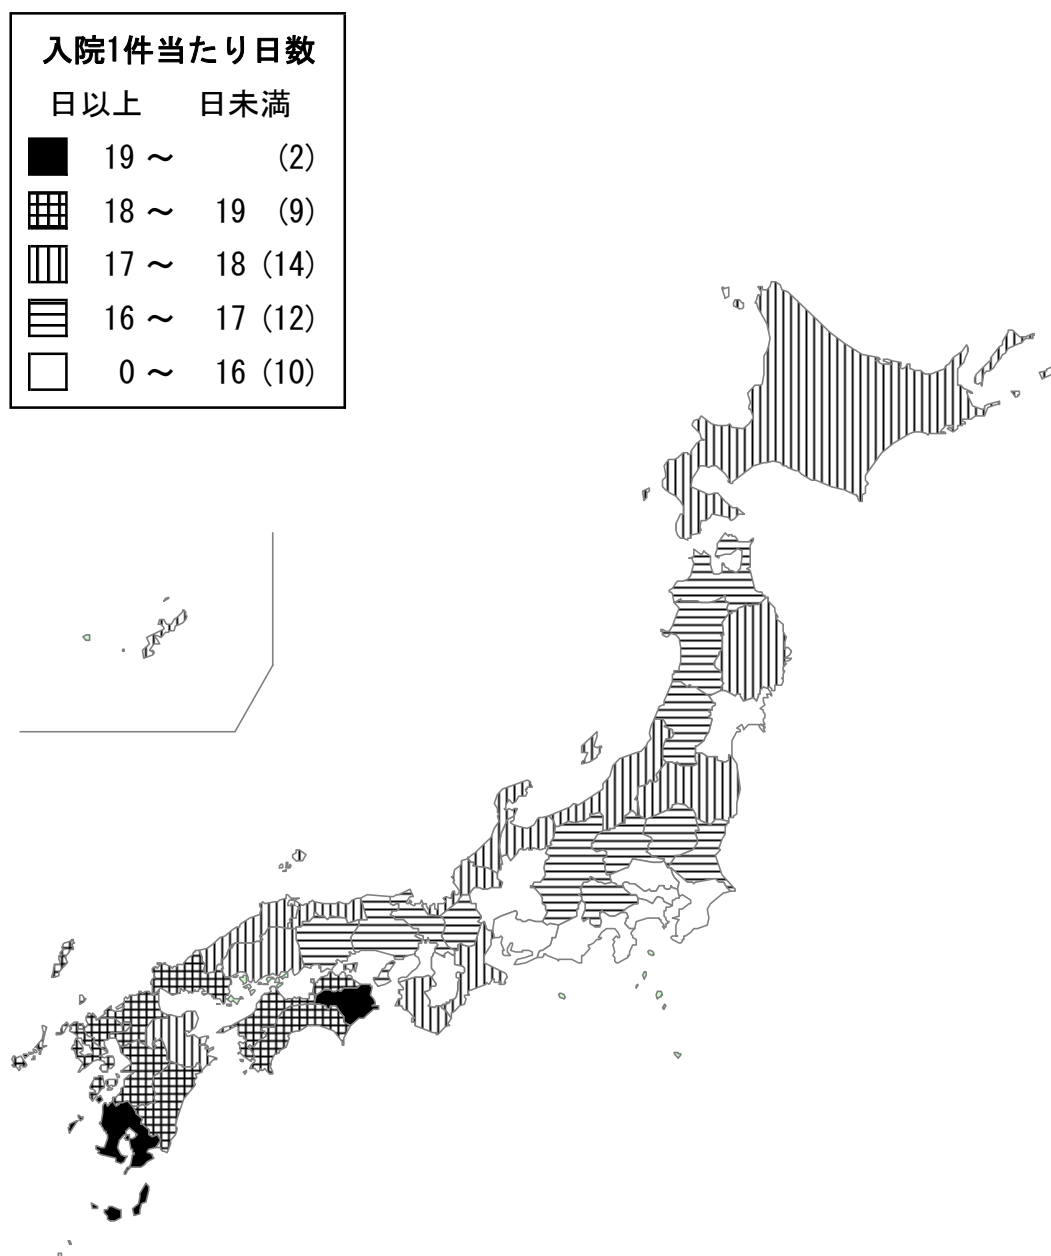 入院1件当たり日数
日以上 日未満
19 ～ (2)
18 ～ 19 (9)
17 ～ 18 (14)
16 ～ 17 (12)
0 ～ 16 (10)